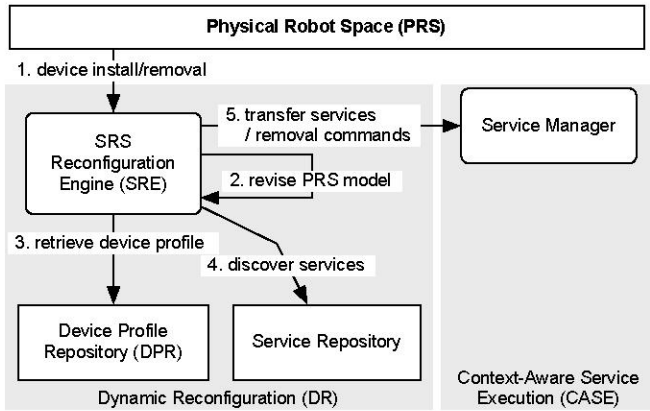 Physical Robot Space (PRS)
1. device install/removal
5. transfer services
/ removal commands
Service Manager
SRS
Reconfiguration
Engine (SRE)
2. revise PRS model
3. retrieve device profile
4. discover services
Device Profile
Repository (DPR)
Service Repository
Dynamic Reconfiguration (DR)
Context-Aware Service
Execution (CASE)